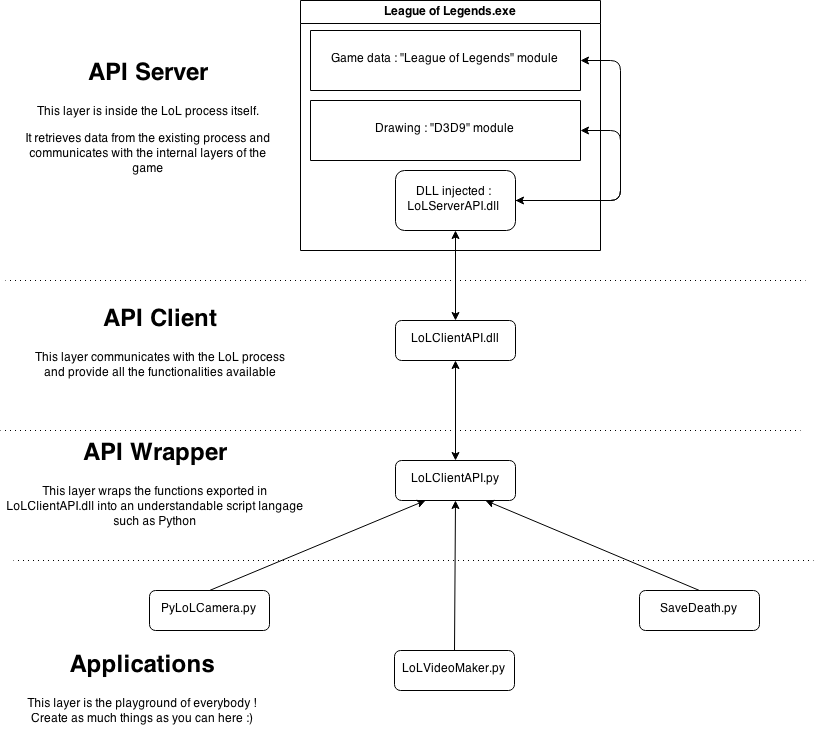 League of Legends.exe
API Server
This layer is inside the LoL process itself.
It retrieves data from the existing process and
communicates with the internal layers of the
game
Game data : "League of Legends" module
Drawing : "D3D9" module
DLL injected :
LoLServerAPI.dll
API Client
This layer communicates with the LoL process
and provide all the functionalities available
LoLClientAPI.dll
API Wrapper
This layer wraps the functions exported in
LoLClientAPI.dll into an understandable script langage
such as Python
LoLClientAPI.py
PyLoLCamera.py
SaveDeath.py
LoLVideoMaker.py
Applications
This layer is the playground of everybody !
Create as much things as you can here :)